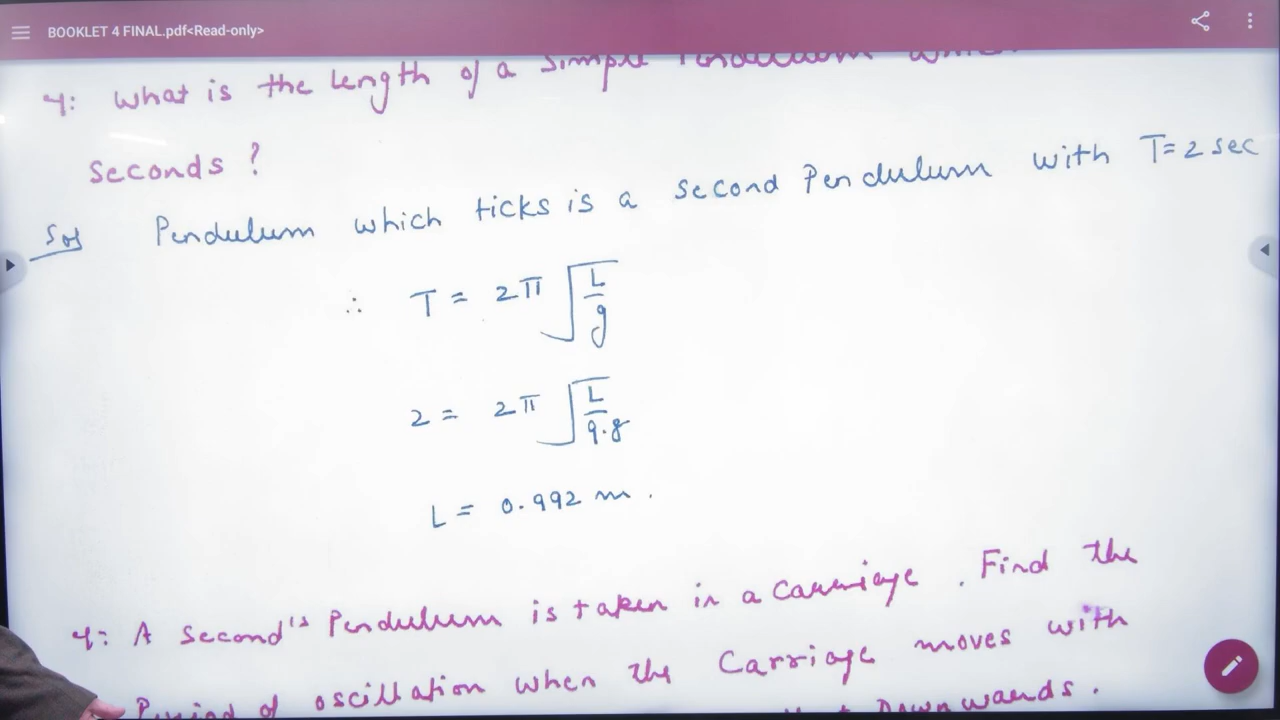 BOOKLET 4 FINAL.pdf<Read-only>
4: What is the length of a simple Pendulum
seconds ?
Sol Pendulum which ticks is a second Pendulum with T=2 sec
∴ T = 2π √(L/g)
2 = 2π √(L/9.8)
L = 0.992 m .
4: A second's Pendulum is taken in a Carriage . Find the
Period of oscillation when the Carriage moves with
Downwards .